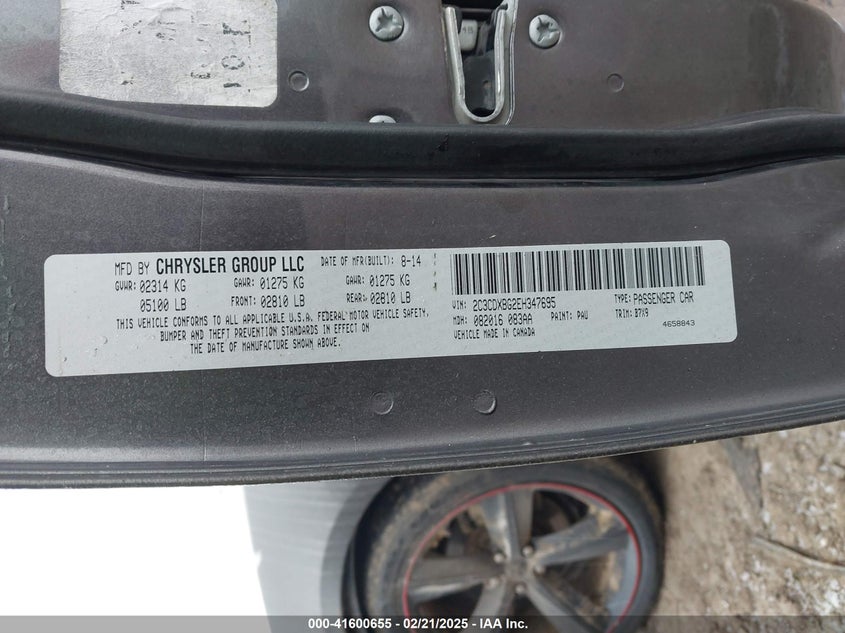 MFD BY CHRYSLER GROUP LLC DATE OF MFR(BUILT): 8-14
GVWR: 02314 KG GAWR: 01275 KG GAWR: 01275 KG
05100 LB FRONT: 02810 LB REAR: 02810 LB
THIS VEHICLE CONFORMS TO ALL APPLICABLE U.S.A. FEDERAL MOTOR VEHICLE SAFETY,
BUMPER AND THEFT PREVENTION STANDARDS IN EFFECT ON
THE DATE OF MANUFACTURE SHOWN ABOVE.
VIN: 2C3CDXBG2EH347695 TYPE: PASSENGER CAR
MDH: 082016 083AA PAINT: PAU TRIM: B7X9
VEHICLE MADE IN CANADA 4658843
000-41600655 - 02/21/2025 - IAA Inc.